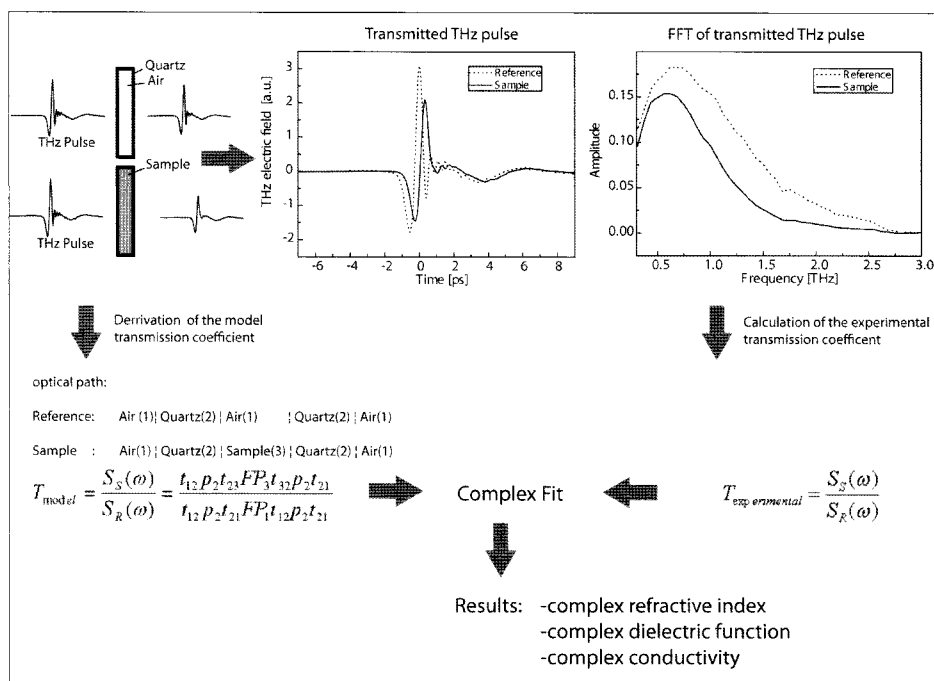 Transmitted THz pulse
FFT of transmitted THz pulse
Quartz
Air
THz Pulse
Sample
THz Pulse
THz electric field [a.u.]
3
2
1
0
-1
-2
Reference
Sample
-6 -4 -2 0 2 4 6 8
Time [ps]
Amplitude
0.15
0.10
0.05
0.00
Reference
Sample
0.5 1.0 1.5 2.0 2.5 3.0
Frequency [THz]
Derrivation of the model
transmission coefficient
Calculation of the experimental
transmission coefficent
optical path:
Reference: Air (1)¦ Quartz(2) ¦ Air(1) ¦ Quartz(2) ¦ Air(1)
Sample : Air(1) ¦ Quartz(2) ¦ Sample(3) ¦ Quartz(2) ¦ Air(1)
T_model = S_S(ω) / S_R(ω) = t_12 p_2 t_23 FP_3 t_32 p_2 t_21 / t_12 p_2 t_21 FP_1 t_12 p_2 t_21
Complex Fit
T_experimental = S_S(ω) / S_R(ω)
Results: -complex refractive index
-complex dielectric function
-complex conductivity